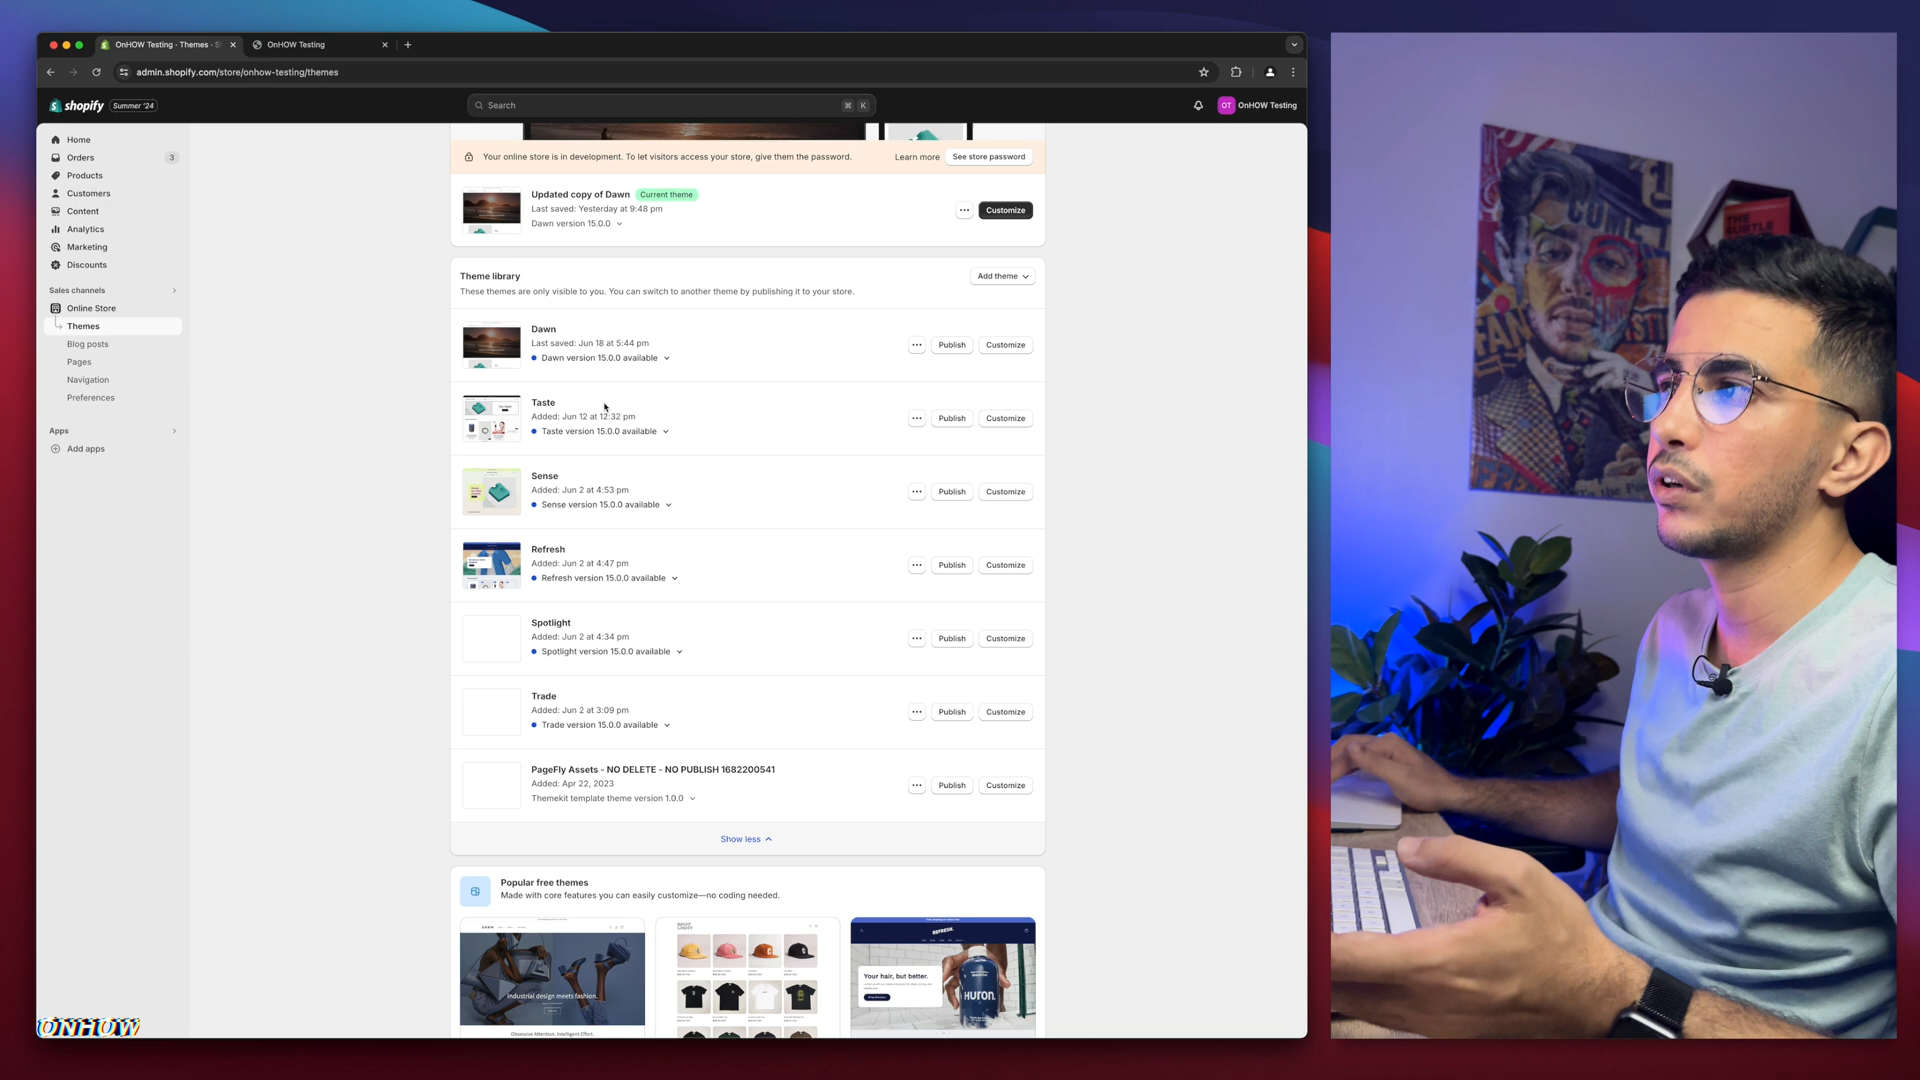 OnHOW Testing · Themes · S
OnHOW Testing
admin.shopify.com/store/onhow-testing/themes
shopify
Summer '24
Search
⌘ K
OT
OnHOW Testing
Home
Orders
3
Products
Customers
Content
Analytics
Marketing
Discounts
Sales channels
Online Store
Themes
Blog posts
Pages
Navigation
Preferences
Apps
Add apps
Your online store is in development. To let visitors access your store, give them the password.
Learn more
See store password
Updated copy of Dawn
Current theme
Last saved: Yesterday at 9:48 pm
Dawn version 15.0.0
Customize
Theme library
Add theme
These themes are only visible to you. You can switch to another theme by publishing it to your store.
Dawn
Last saved: Jun 18 at 5:44 pm
Dawn version 15.0.0 available
Publish
Customize
Taste
Added: Jun 12 at 12:32 pm
Taste version 15.0.0 available
Publish
Customize
Sense
Added: Jun 2 at 4:53 pm
Sense version 15.0.0 available
Publish
Customize
Refresh
Added: Jun 2 at 4:47 pm
Refresh version 15.0.0 available
Publish
Customize
Spotlight
Added: Jun 2 at 4:34 pm
Spotlight version 15.0.0 available
Publish
Customize
Trade
Added: Jun 2 at 3:09 pm
Trade version 15.0.0 available
Publish
Customize
PageFly Assets - NO DELETE - NO PUBLISH 1682200541
Added: Apr 22, 2023
Themekit template theme version 1.0.0
Publish
Customize
Show less
Popular free themes
Made with core features you can easily customize—no coding needed.
Industrial design meets fashion.
Obsessive Attention. Intelligent Effort.
REFRESH
Your hair, but better.
HURON.
ONHOW
THE
SUBTLE